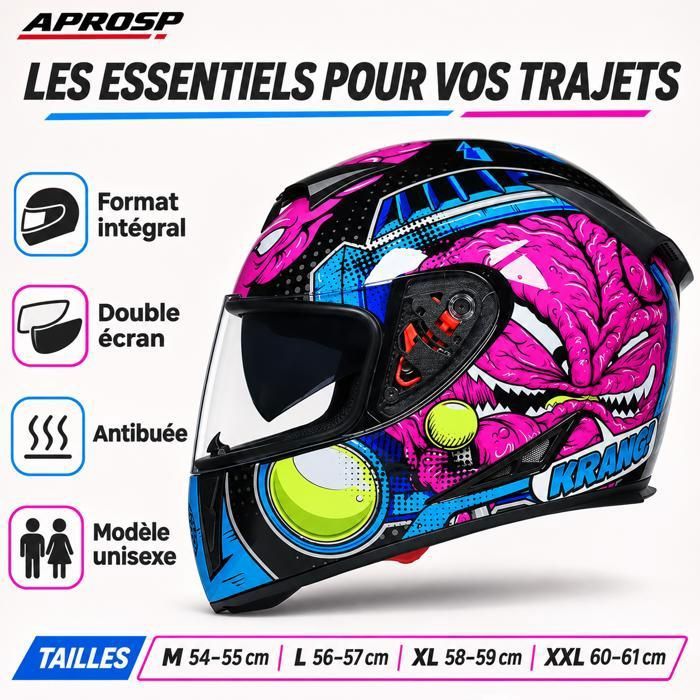 APROSP
LES ESSENTIELS POUR VOS TRAJETS
Format
intégral
Double
écran
Antibuée
Modèle
unisexe
KRANG!
TAILLES
M 54–55 cm | L 56–57 cm | XL 58–59 cm | XXL 60–61 cm